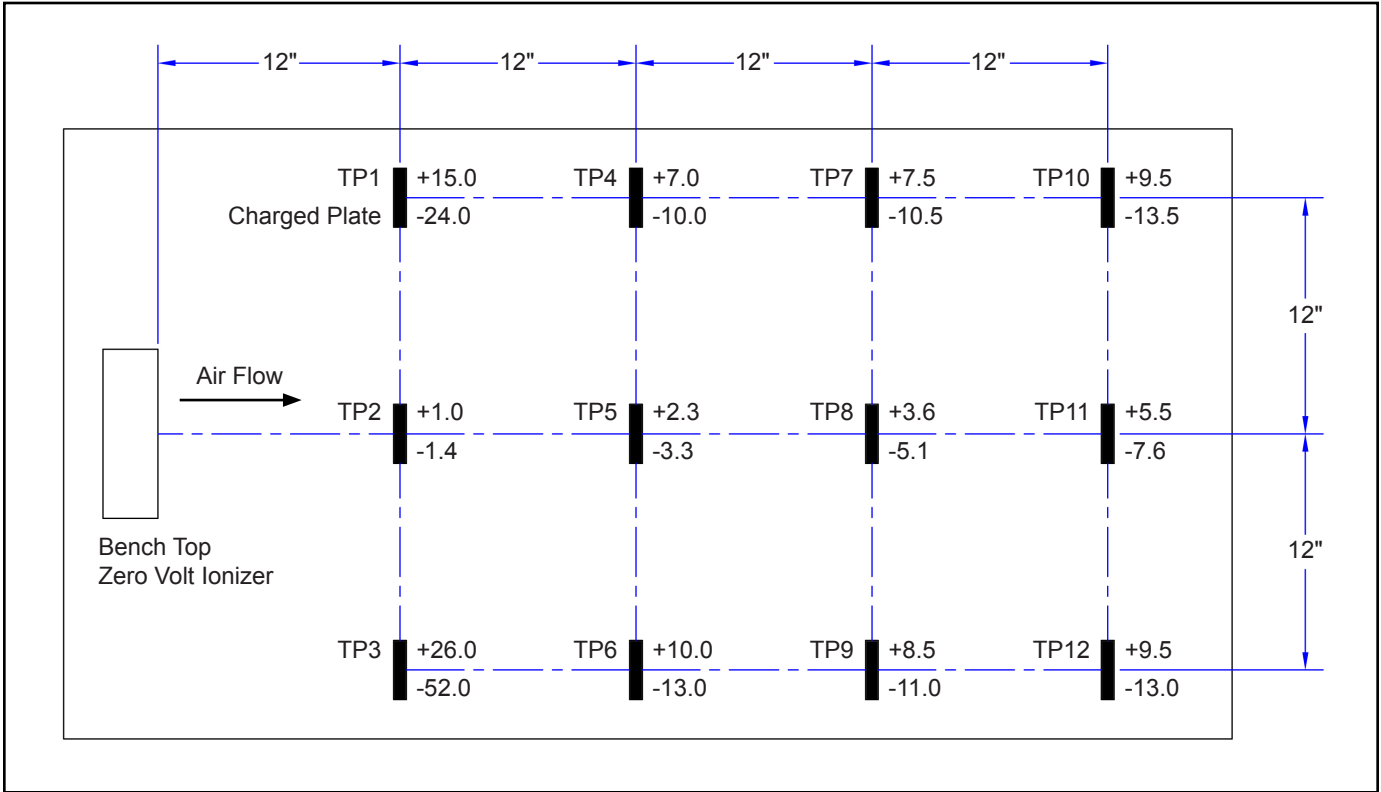 12" 12" 12" 12"
TP1 +15.0 TP4 +7.0 TP7 +7.5 TP10 +9.5
Charged Plate -24.0 -10.0 -10.5 -13.5
12"
Air Flow
TP2 +1.0 TP5 +2.3 TP8 +3.6 TP11 +5.5
-1.4 -3.3 -5.1 -7.6
Bench Top
12"
Zero Volt Ionizer
TP3 +26.0 TP6 +10.0 TP9 +8.5 TP12 +9.5
-52.0 -13.0 -11.0 -13.0